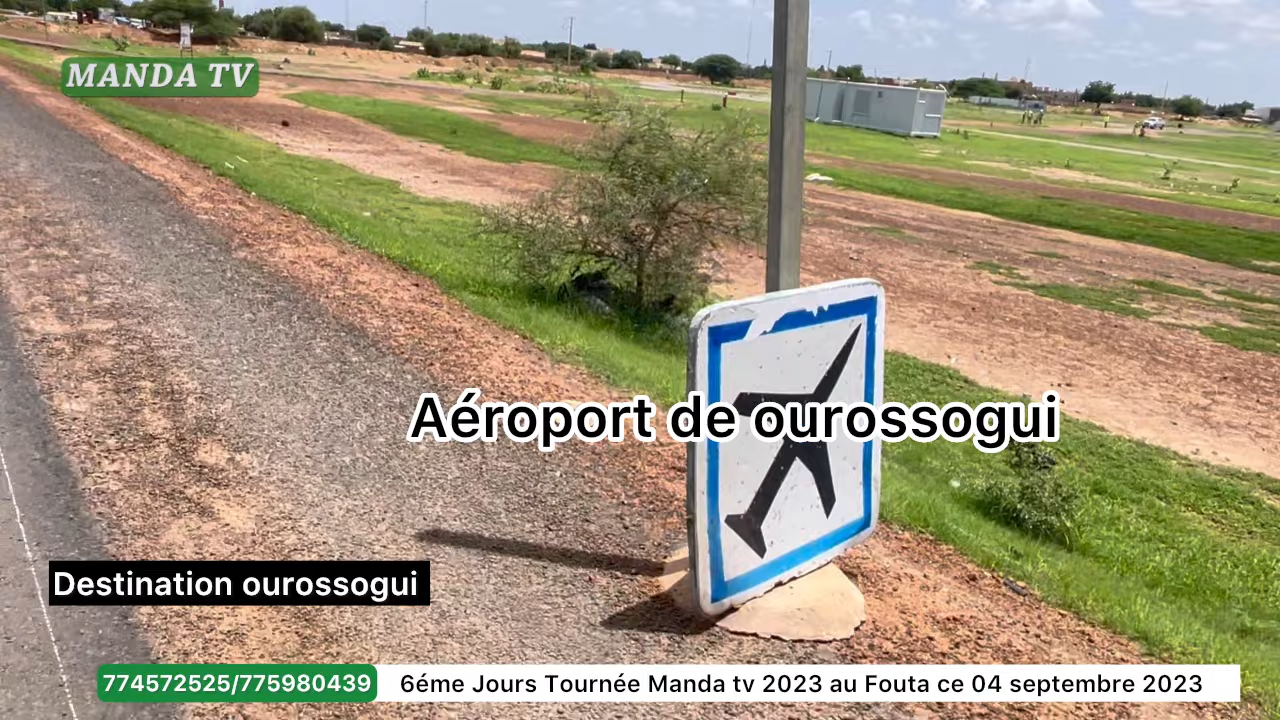 MANDA TV
Aéroport de ourossogui
Destination ourossogui
774572525/775980439
6éme Jours Tournée Manda tv 2023 au Fouta ce 04 septembre 2023